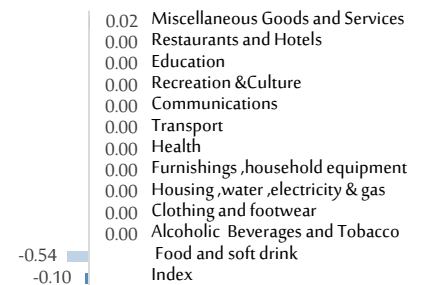 0.02 Miscellaneous Goods and Services
0.00 Restaurants and Hotels
0.00 Education
0.00 Recreation &Culture
0.00 Communications
0.00 Transport
0.00 Health
0.00 Furnishings ,household equipment
0.00 Housing ,water ,electricity & gas
0.00 Clothing and footwear
0.00 Alcoholic Beverages and Tobacco
-0.54 Food and soft drink
-0.10 Index